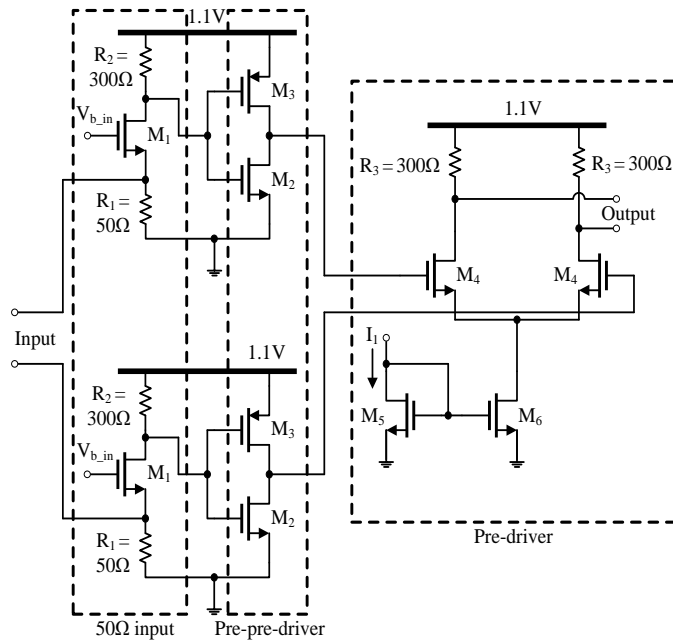 1.1V
R2 =
300Ω
Vb_in
M1
M3
M2
R1 =
50Ω
1.1V
R3 = 300Ω
R3 = 300Ω
Output
M4
M4
Input
I1
M5
M6
Pre-driver
1.1V
R2 =
300Ω
Vb_in
M1
M3
M2
R1 =
50Ω
50Ω input
Pre-pre-driver